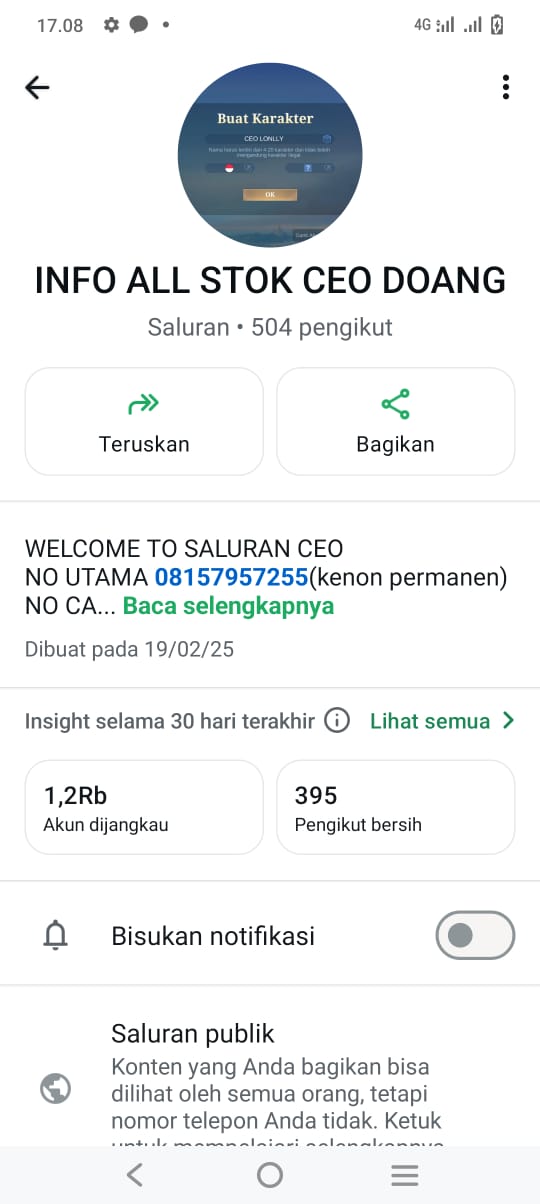 17.08
4G
Buat Karakter
CEO LONLLY
Nama harus terdiri dari 4-25 karakter dan tidak boleh
mengandung karakter ilegal
OK
INFO ALL STOK CEO DOANG
Saluran • 504 pengikut
Teruskan
Bagikan
WELCOME TO SALURAN CEO
NO UTAMA 08157957255(kenon permanen)
NO CA... Baca selengkapnya
Dibuat pada 19/02/25
Insight selama 30 hari terakhir
Lihat semua
1,2Rb
Akun dijangkau
395
Pengikut bersih
Bisukan notifikasi
Saluran publik
Konten yang Anda bagikan bisa
dilihat oleh semua orang, tetapi
nomor telepon Anda tidak. Ketuk
untuk mempelajari selengkapnya